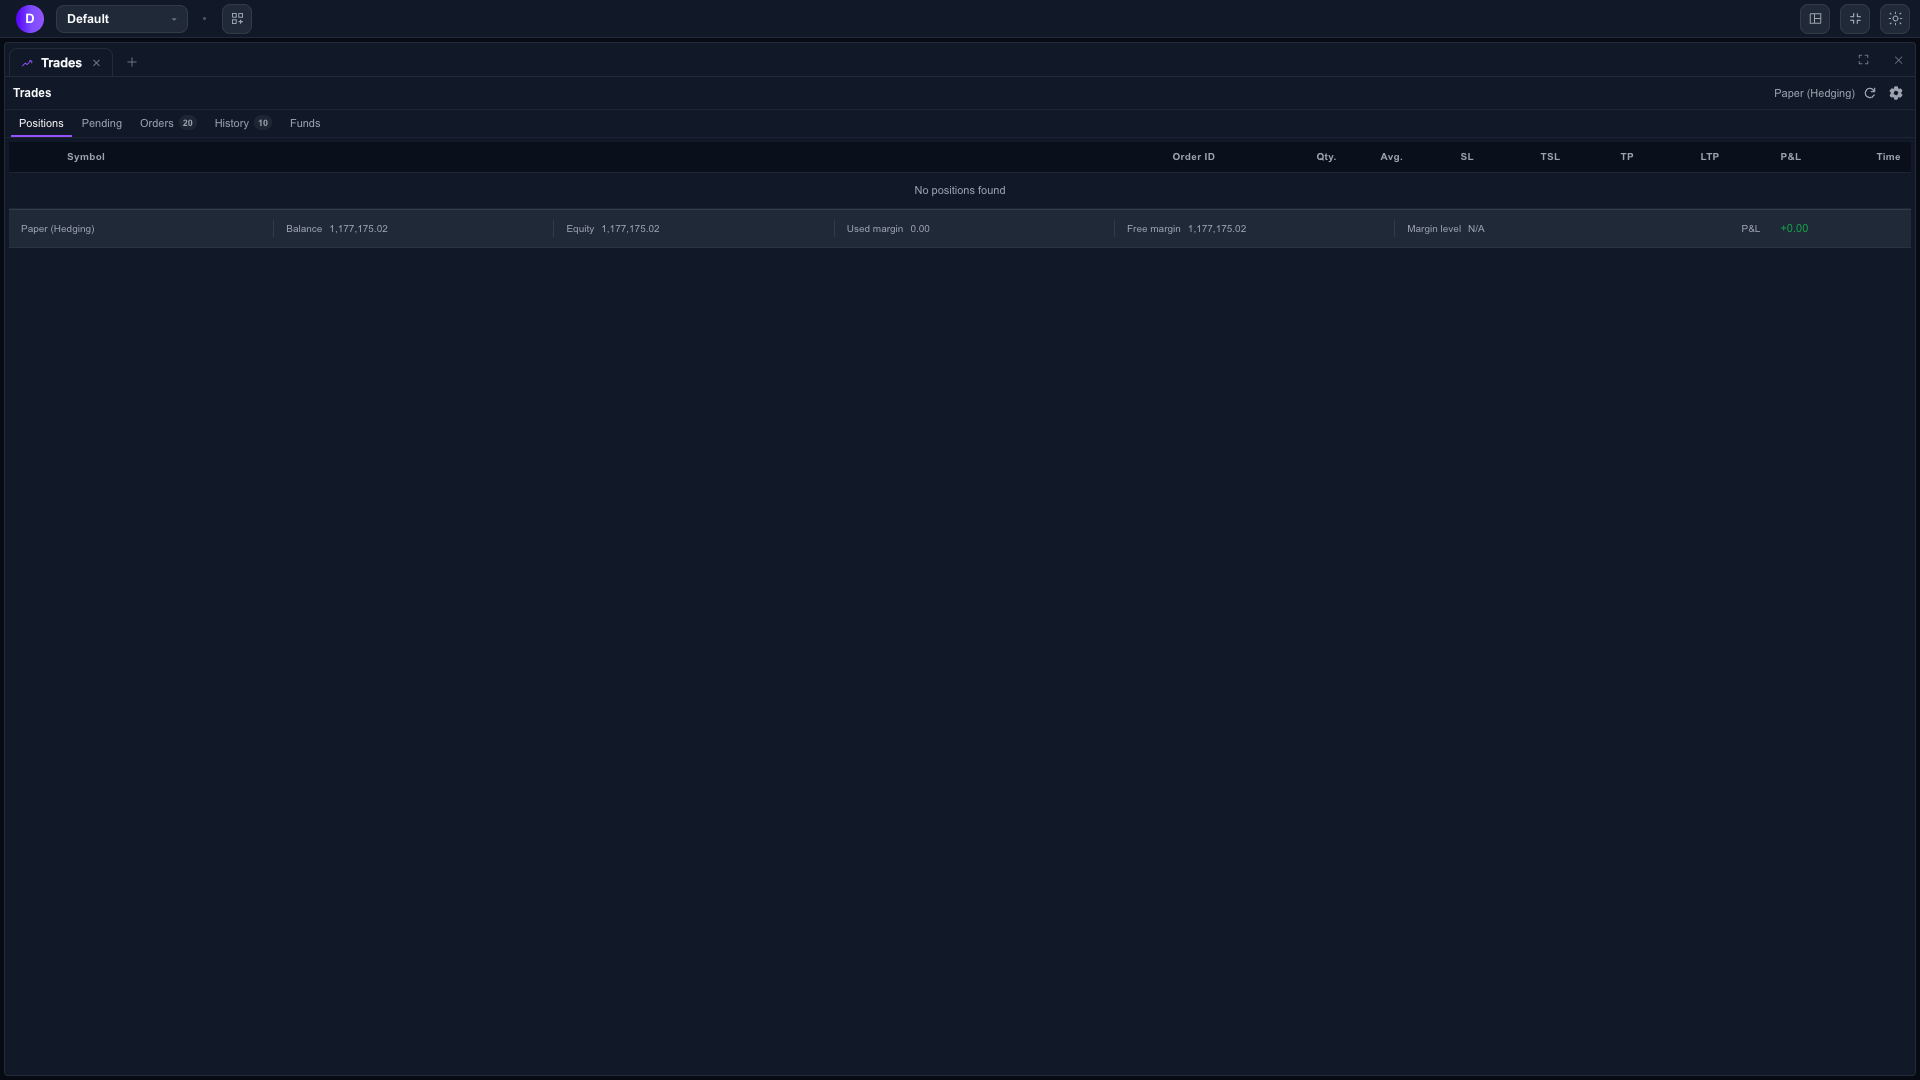 D Default
Trades
Trades Paper (Hedging)
Positions Pending Orders 20 History 10 Funds
Symbol Order ID Qty. Avg. SL TSL TP LTP P&L Time
No positions found
Paper (Hedging) Balance 1,177,175.02 Equity 1,177,175.02 Used margin 0.00 Free margin 1,177,175.02 Margin level N/A P&L +0.00